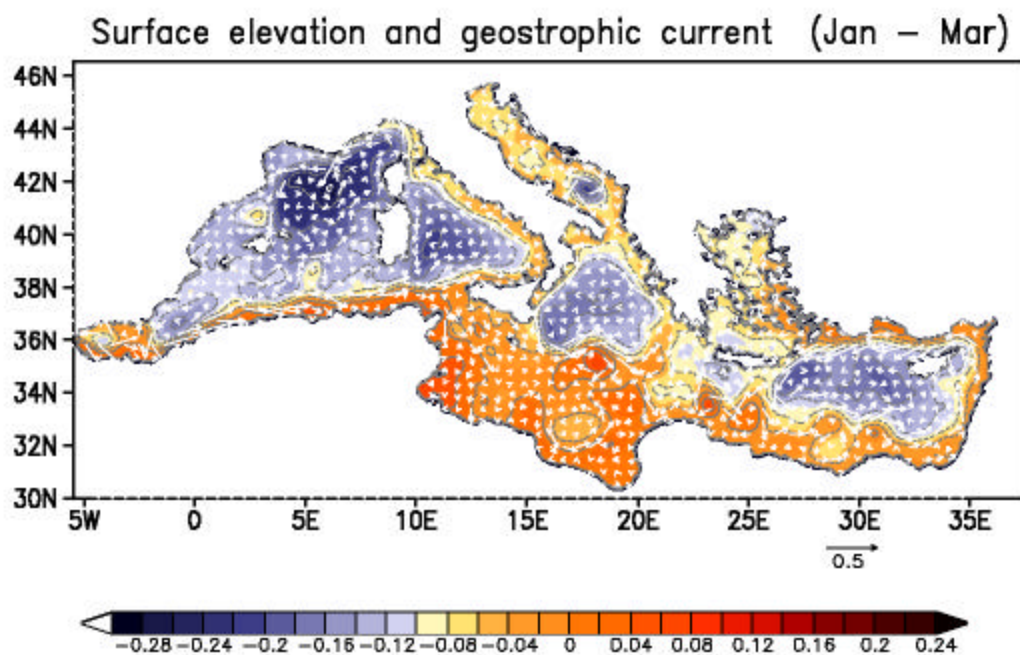 Surface elevation and geostrophic current (Jan – Mar)
46N
44N
42N
40N
38N
36N
34N
32N
30N
5W 0 5E 10E 15E 20E 25E 30E 35E
0.5
−0.28 −0.24 −0.2 −0.16 −0.12 −0.08 −0.04 0 0.04 0.08 0.12 0.16 0.2 0.24